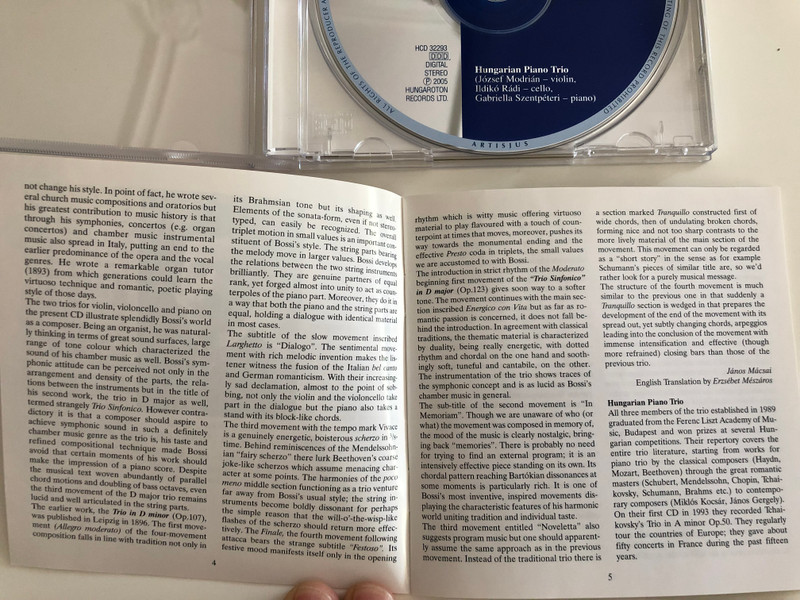 ALL RIGHTS OF THE REPRODUCER A
TING OF THIS RECORD PROHIBITED
HCD 32293
DDD
DIGITAL
STEREO
Ⓟ 2005
HUNGAROTON
RECORDS LTD.
Hungarian Piano Trio
(József Modrián – violin,
Ildikó Rádi – cello,
Gabriella Szentpéteri – piano)
ARTISJUS
not change his style. In point of fact, he wrote sev-
eral church music compositions and oratorios but
his greatest contribution to music history is that
through his symphonies, concertos (e.g. organ
concertos) and chamber music instrumental
music also spread in Italy, putting an end to the
earlier predominance of the opera and the vocal
genres. He wrote a remarkable organ tutor
(1893) from which generations could learn the
virtuoso technique and romantic, poetic playing
style of those days.
The two trios for violin, violoncello and piano on
the present CD illustrate splendidly Bossi's world
as a composer. Being an organist, he was natural-
ly thinking in terms of great sound surfaces, large
range of tone colour which characterized the
sound of his chamber music as well. Bossi's sym-
phonic attitude can be perceived not only in the
arrangement and density of the parts, the rela-
tions between the instruments but in the title of
his second work, the trio in D major as well,
termed strangely Trio Sinfonico. However contra-
dictory it is that a composer should aspire to
achieve symphonic sound in such a definitely
chamber music genre as the trio is, his taste and
refined compositional technique made Bossi
avoid that certain moments of his work should
make the impression of a piano score. Despite
the musical text woven abundantly of parallel
chord motions and doubling of bass octaves, even
the third movement of the D major trio remains
lucid and well articulated in the string parts.
The earlier work, the Trio in D minor (Op.107),
was published in Leipzig in 1896. The first move-
ment (Allegro moderato) of the four-movement
composition falls in line with tradition not only in
its Brahmsian tone but its shaping as well.
Elements of the sonata-form, even if not stereo-
typed, can easily be recognized. The overall
triplet motion in small values is an important con-
stituent of Bossi's style. The string parts bearing
the melody move in larger values. Bossi develops
the relations between the two string instruments
brilliantly. They are genuine partners of equal
rank, yet forged almost into unity to act as coun-
terpoles of the piano part. Moreover, they do it in
a way that both the piano and the string parts are
equal, holding a dialogue with identical material
in most cases.
The subtitle of the slow movement inscribed
Larghetto is "Dialogo". The sentimental move-
ment with rich melodic invention makes the lis-
tener witness the fusion of the Italian bel canto
and German romanticism. With their increasing-
ly sad declamation, almost to the point of sob-
bing, not only the violin and the violoncello take
part in the dialogue but the piano also takes a
stand with its block-like chords.
The third movement with the tempo mark Vivace
is a genuinely energetic, boisterous scherzo in
time. Behind reminiscences of the Mendelssohn-
ian "fairy scherzo" there lurk Beethoven's coarse
joke-like scherzos which assume menacing char-
acter at some points. The harmonies of the poco
meno middle section functioning as a trio venture
far away from Bossi's usual style; the string in-
struments become boldly dissonant for perhaps
the simple reason that the will-o'-the-wisp-like
flashes of the scherzo should return more effec-
tively. The Finale, the fourth movement following
attacca bears the strange subtitle "Festoso". Its
festive mood manifests itself only in the opening
4
rhythm which is witty music offering virtuoso
material to play flavoured with a touch of coun-
terpoint at times that moves, moreover, pushes its
way towards the monumental ending and the
effective Presto coda in triplets, the small values
we are accustomed to with Bossi.
The introduction in strict rhythm of the Moderato
beginning first movement of the "Trio Sinfonico"
in D major (Op.123) gives soon way to a softer
tone. The movement continues with the main sec-
tion inscribed Energico con Vita but as far as ro-
mantic passion is concerned, it does not fall be-
hind the introduction. In agreement with classical
traditions, the thematic material is characterized
by duality, being really energetic, with dotted
rhythm and chordal on the one hand and sooth-
ingly soft, tuneful and cantabile, on the other.
The instrumentation of the trio shows traces of
the symphonic concept and is as lucid as Bossi's
chamber music in general.
The sub-title of the second movement is "In
Memoriam". Though we are unaware of who (or
what) the movement was composed in memory of,
the mood of the music is clearly nostalgic, bring-
ing back "memories". There is probably no need
for trying to find an external program; it is an
intensively effective piece standing on its own. Its
chordal pattern reaching Bartókian dissonances at
some moments is particularly rich. It is one of
Bossi's most inventive, inspired movements dis-
playing the characteristic features of his harmonic
world uniting tradition and individual taste.
The third movement entitled "Noveletta" also
suggests program music but one should apparent-
ly assume the same approach as in the previous
movement. Instead of the traditional trio there is
a section marked Tranquillo constructed first of
wide chords, then of undulating broken chords,
forming nice and not too sharp contrasts to the
more lively material of the main section of the
movement. This movement can only be regarded
as a "short story" in the sense as for example
Schumann's pieces of similar title are, so we'd
rather look for a purely musical message.
The structure of the fourth movement is much
similar to the previous one in that suddenly a
Tranquillo section is wedged in that prepares the
development of the end of the movement with its
spread out, yet subtly changing chords, arpeggios
leading into the conclusion of the movement with
immense intensification and effective (though
more refrained) closing bars than those of the
previous trio.
János Mácsai
English Translation by Erzsébet Mészáros
Hungarian Piano Trio
All three members of the trio established in 1989
graduated from the Ferenc Liszt Academy of Mu-
sic, Budapest and won prizes at several Hun-
garian competitions. Their repertory covers the
entire trio literature, starting from works for
piano trio by the classical composers (Haydn,
Mozart, Beethoven) through the great romantic
masters (Schubert, Mendelssohn, Chopin, Tchai-
kovsky, Schumann, Brahms etc.) to contempo-
rary composers (Miklós Kocsár, János Gergely).
On their first CD in 1993 they recorded Tchai-
kovsky's Trio in A minor Op.50. They regularly
tour the countries of Europe; they gave about
fifty concerts in France during the past fifteen
years.
5